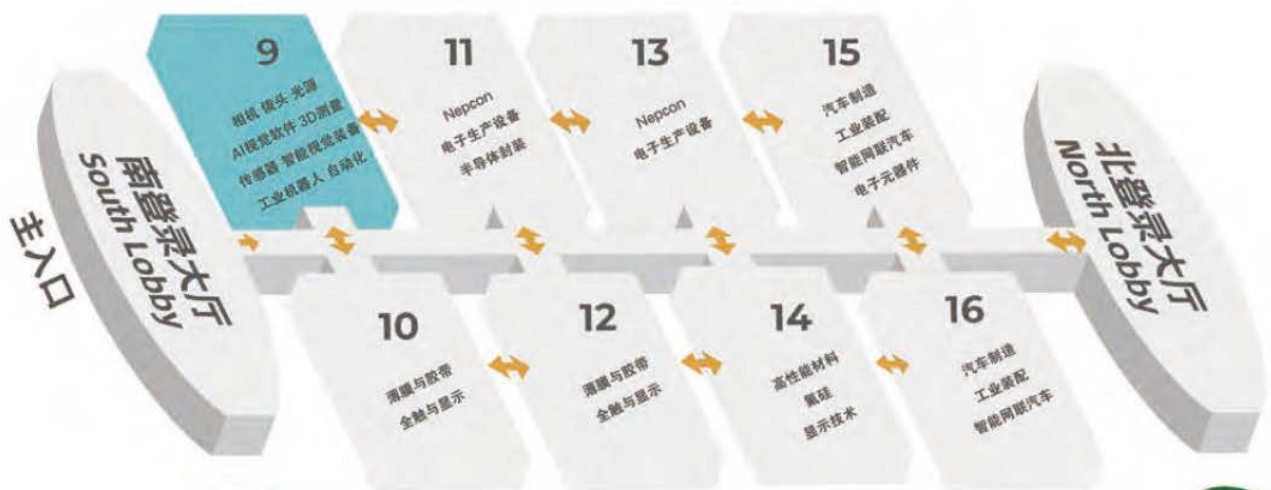 9
相机 镜头 光源
AI视觉软件 3D测量
传感器 智能视觉装备
工业机器人 自动化
11
Nepcon
电子生产设备
半导体封装
13
Nepcon
电子生产设备
15
汽车制造
工业装配
智能网联汽车
电子元器件
主入口
南登录大厅
South Lobby
北登录大厅
North Lobby
10
薄膜与胶带
全触与显示
12
薄膜与胶带
全触与显示
14
高性能材料
氟硅
显示技术
16
汽车制造
工业装配
智能网联汽车